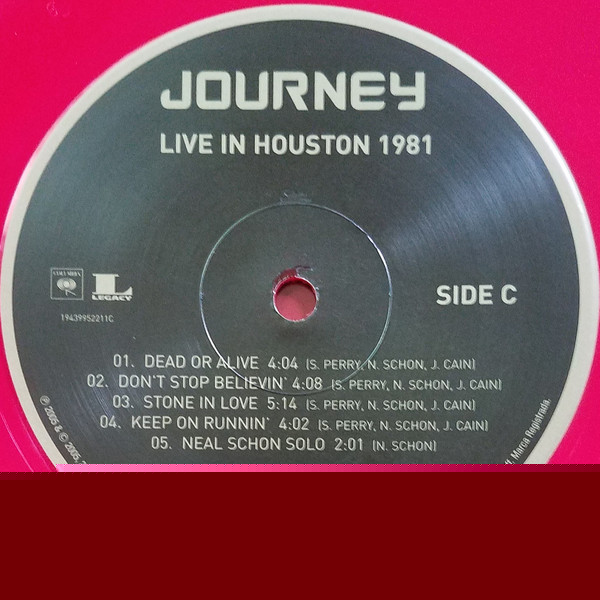 JOURNEY
LIVE IN HOUSTON 1981
COLUMBIA
L
LEGACY
19439952211C
SIDE C
01. DEAD OR ALIVE 4:04 (S. PERRY, N. SCHON, J. CAIN)
02. DON'T STOP BELIEVIN' 4:08 (S. PERRY, N. SCHON, J. CAIN)
03. STONE IN LOVE 5:14 (S. PERRY, N. SCHON, J. CAIN)
04. KEEP ON RUNNIN' 4:02 (S. PERRY, N. SCHON, J. CAIN)
05. NEAL SCHON SOLO 2:01 (N. SCHON)
℗ 2005 & © 2005,
Marca Registrada.